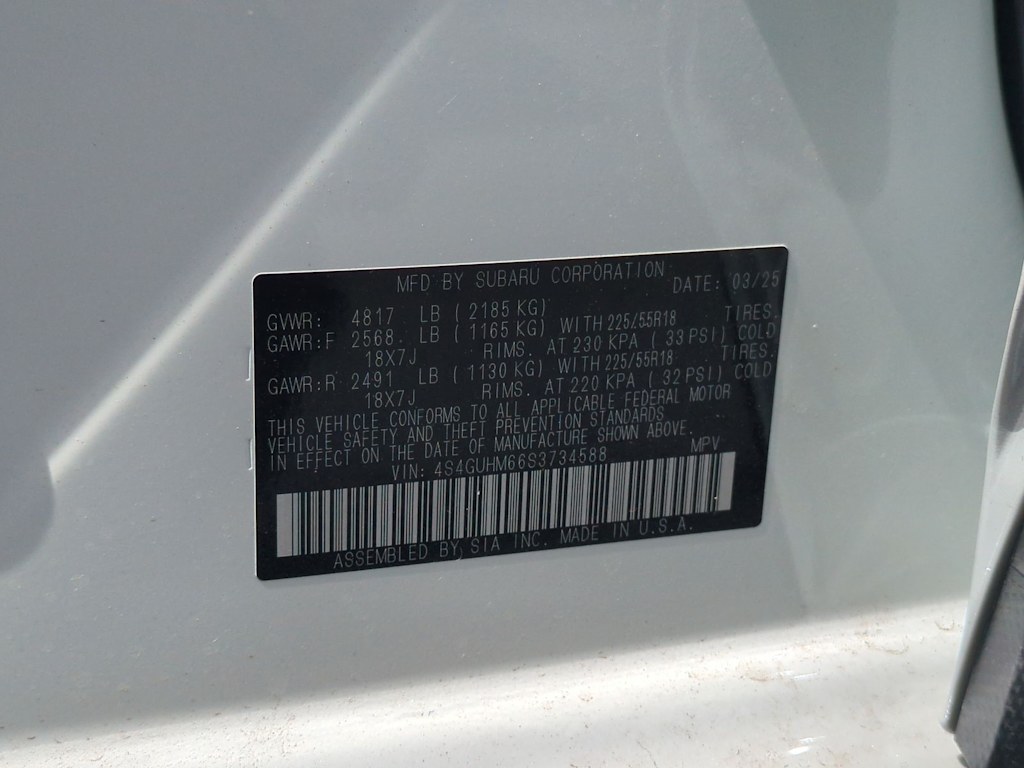 MFD BY SUBARU CORPORATION DATE: 03/25
GVWR: 4817 LB (2185 KG)
GAWR:F 2568. LB (1165 KG) WITH 225/55R18 TIRES.
18X7J RIMS. AT 230 KPA (33 PSI) COLD
GAWR:R 2491 LB (1130 KG) WITH 225/55R18 TIRES.
18X7J RIMS. AT 220 KPA (32 PSI) COLD
THIS VEHICLE CONFORMS TO ALL APPLICABLE FEDERAL MOTOR
VEHICLE SAFETY AND THEFT PREVENTION STANDARDS
IN EFFECT ON THE DATE OF MANUFACTURE SHOWN ABOVE.
VIN: 4S4GUHM66S3734588 MPV
ASSEMBLED BY SIA INC. MADE IN U.S.A.